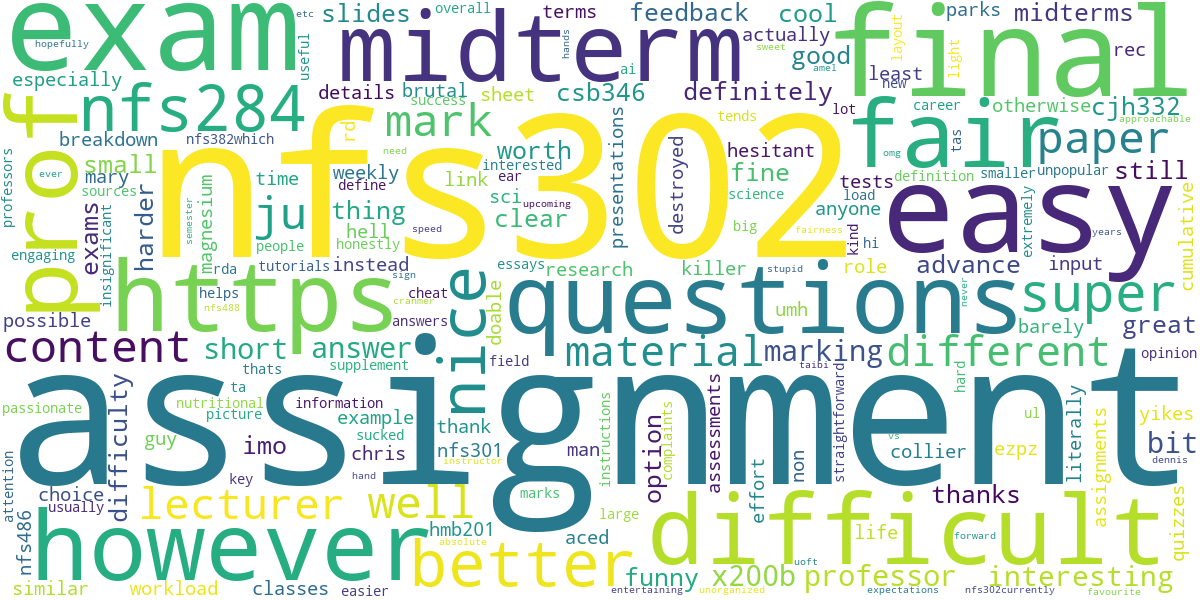 exam
hopefully
etc
slides
overall
terms
feedback
cool
parks
midterms
midterm
actually
hands
sweet
good
final
layout
light
rec
especially
useful
ai
least
new
nfs284
details
brutal
success
sheet
csb346
definitely
amel
lot
career
otherwise
cjh332
approachable
prof
breakdown
nfs382which
rd
mark
tends
fair
tas
omg
paper
professors
mary
small
sources
magnesium
time
weekly
define
need
link
worth
interested
ear
sci
upcoming
presentations
destroyed
hesitant
fine
science
tests
definition
smaller
unpopular
still
load
anyone
nfs302
easy
extremely
years
cumulative
engaging
exams
insignificant
harder
semester
people
ju
thing
hell
honestly
speed
clear
big
fairness
kind
hi
rda
tutorials
instead
sign
essays
research
killer
stupid
role
advance
input
never
https
helps
nfs488
cheat
cranmer
answers
nice
doable
questions
umh
super
barely
great
possible
content
short
answer
supplement
field
material
taibi
marking
different
hard
opinion
thats
ta
passionate
nutritional
picture
information
example
sucked
guy
imo
chris
thank
nfs301
instructor
man
assignment
instructions
option
complaints
assessments
straightforward
vs
ul
ezpz
collier
literally
assignments
yikes
bit
dennis
difficulty
attention
choice
usually
key
hand
marks
effort
non
thanks
quizzes
lecturer
well
large
nfs486
however
hmb201
absolute
aced
difficult
life
forward
better
funny
x200b
uoft
professor
interesting
similar
workload
classes
easier
entertaining
unorganized
expectations
nfs302currently
favourite